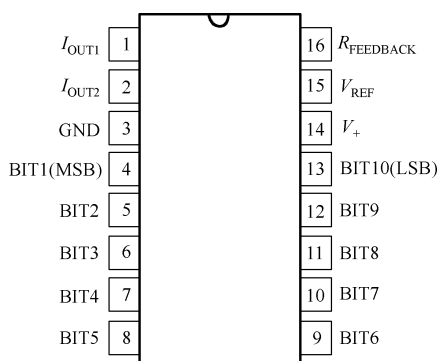 I_OUT1 1 16 R_FEEDBACK
I_OUT2 2 15 V_REF
GND 3 14 V_+
BIT1(MSB) 4 13 BIT10(LSB)
BIT2 5 12 BIT9
BIT3 6 11 BIT8
BIT4 7 10 BIT7
BIT5 8 9 BIT6